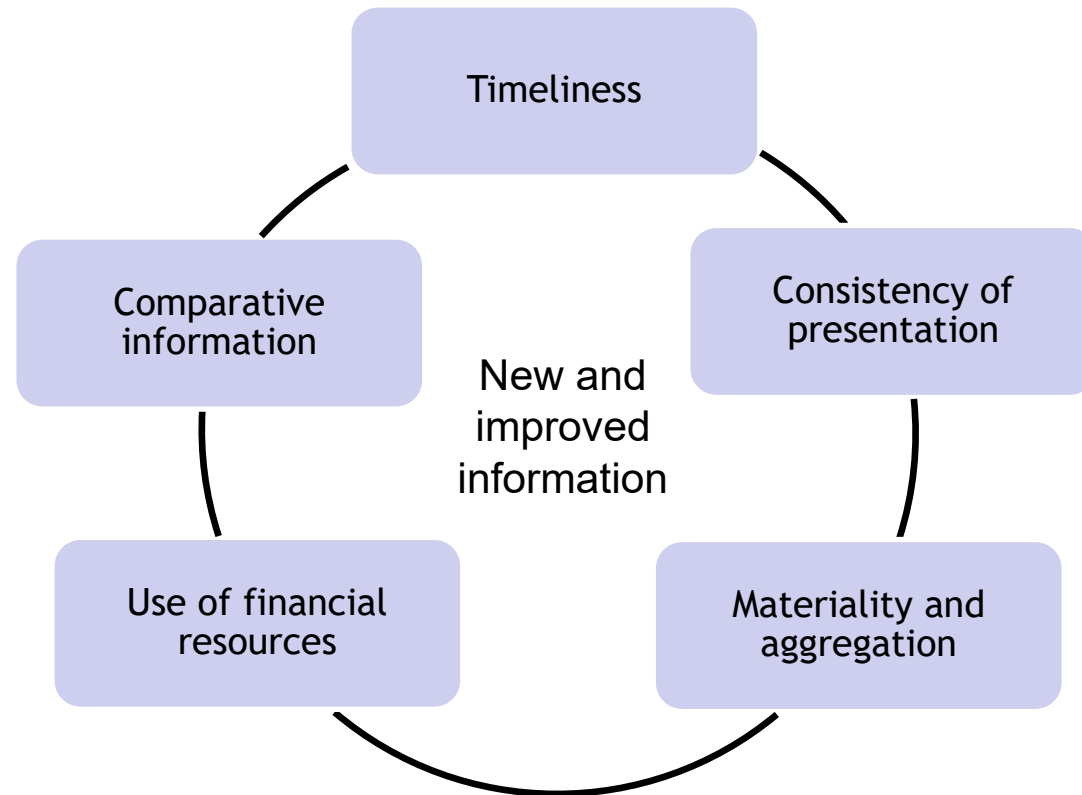 Timeliness
Consistency of
presentation
Materiality and
aggregation
Use of financial
resources
Comparative
information
New and
improved
information